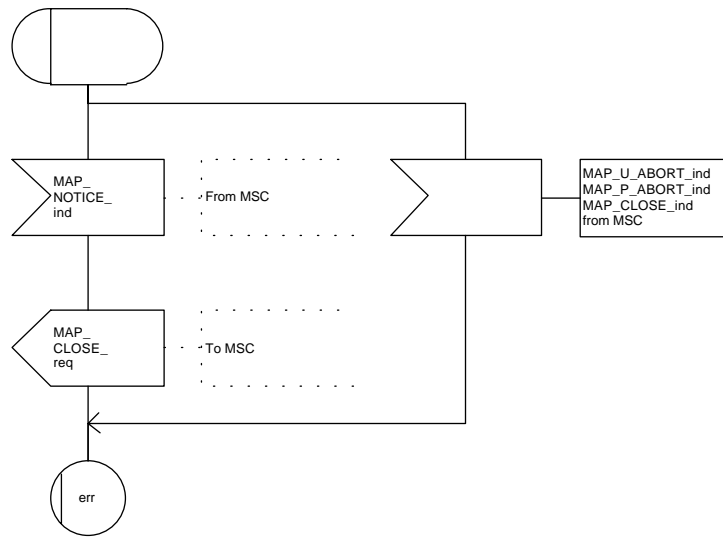 MAP_
NOTICE_
ind
From MSC
MAP_U_ABORT_ind
MAP_P_ABORT_ind
MAP_CLOSE_ind
from MSC
MAP_
CLOSE_
req
To MSC
err